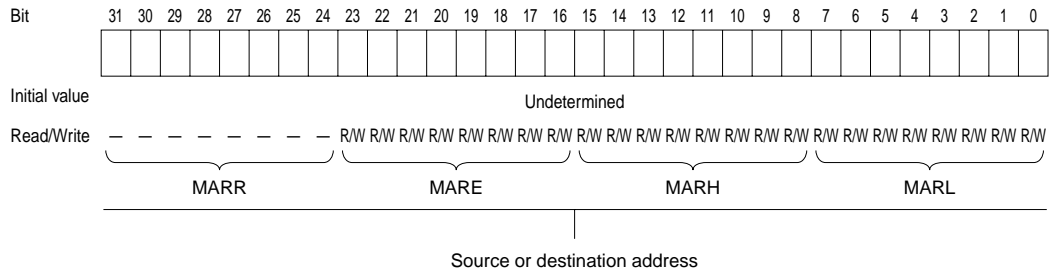 Bit 31 30 29 28 27 26 25 24 23 22 21 20 19 18 17 16 15 14 13 12 11 10 9 8 7 6 5 4 3 2 1 0
Initial value Undetermined
Read/Write — — — — — — — — R/W R/W R/W R/W R/W R/W R/W R/W R/W R/W R/W R/W R/W R/W R/W R/W R/W R/W R/W R/W R/W R/W R/W R/W
MARR MARE MARH MARL
Source or destination address